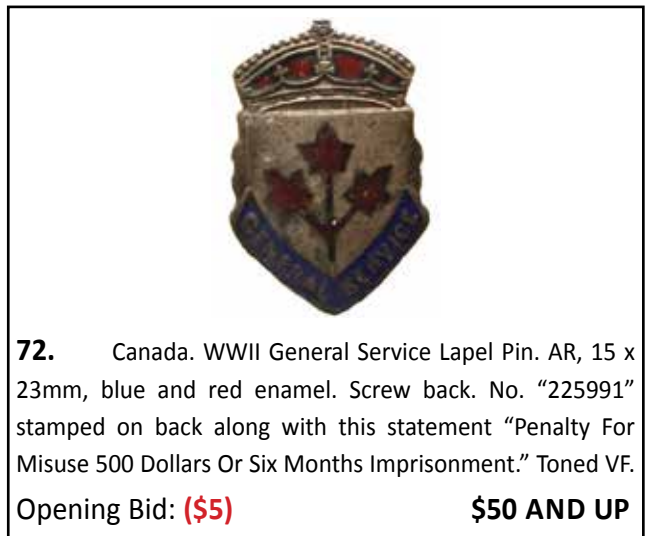 GENERAL SERVICE
72. Canada. WWII General Service Lapel Pin. AR, 15 x
23mm, blue and red enamel. Screw back. No. “225991”
stamped on back along with this statement “Penalty For
Misuse 500 Dollars Or Six Months Imprisonment.” Toned VF.
Opening Bid: ($5) $50 AND UP